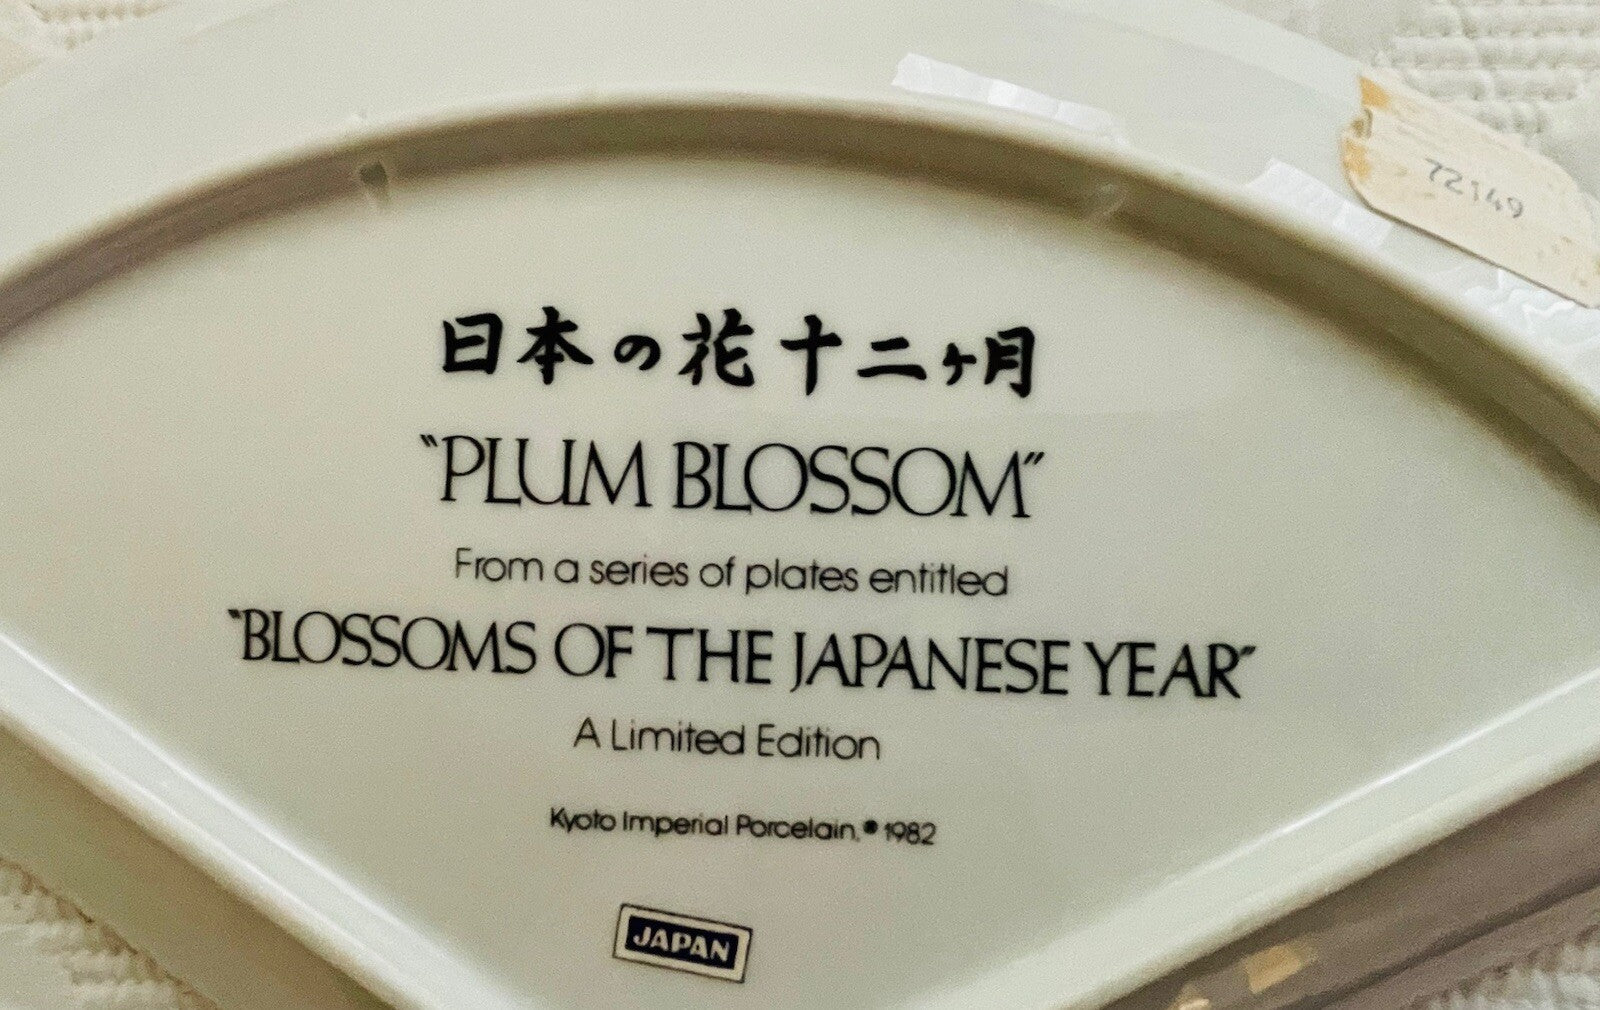 72149
日本の花十二ヶ月
"PLUM BLOSSOM"
From a series of plates entitled
"BLOSSOMS OF THE JAPANESE YEAR"
A Limited Edition
Kyoto Imperial Porcelain, © 1982
JAPAN